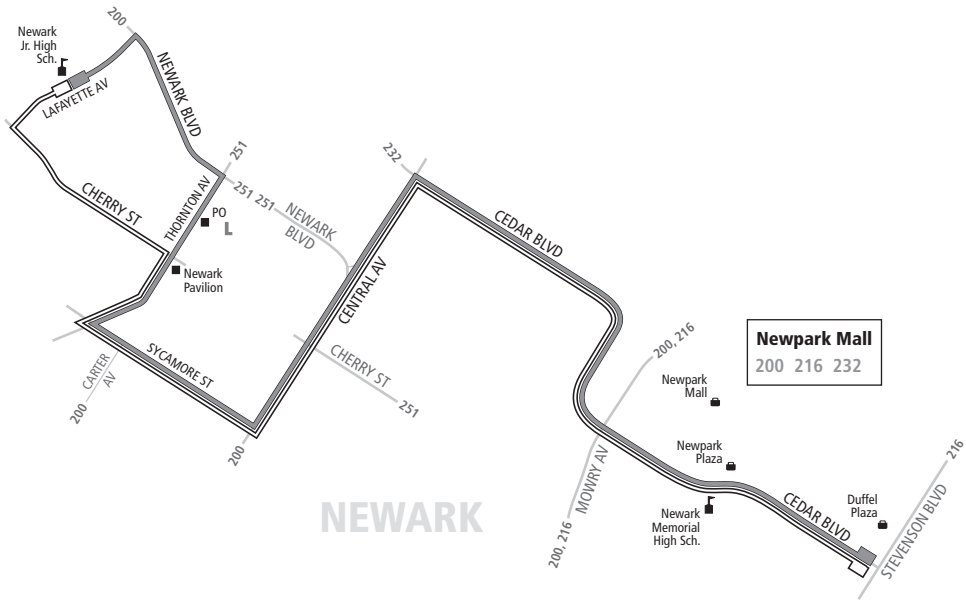 200
Newark
Jr. High
Sch.
LAFAYETTE AV
NEWARK BLVD
251
251 251
NEWARK
BLVD
THORNTON AV
PO
L
CHERRY ST
Newark
Pavilion
232
CEDAR BLVD
CENTRAL AV
SYCAMORE ST
CARTER
AV
200
200
CHERRY ST
251
200, 216
Newpark Mall
200 216 232
Newpark
Mall
Newpark
Plaza
MOWRY AV
200, 216
NEWARK
Newark
Memorial
High Sch.
CEDAR BLVD
Duffel
Plaza
216
STEVENSON BLVD